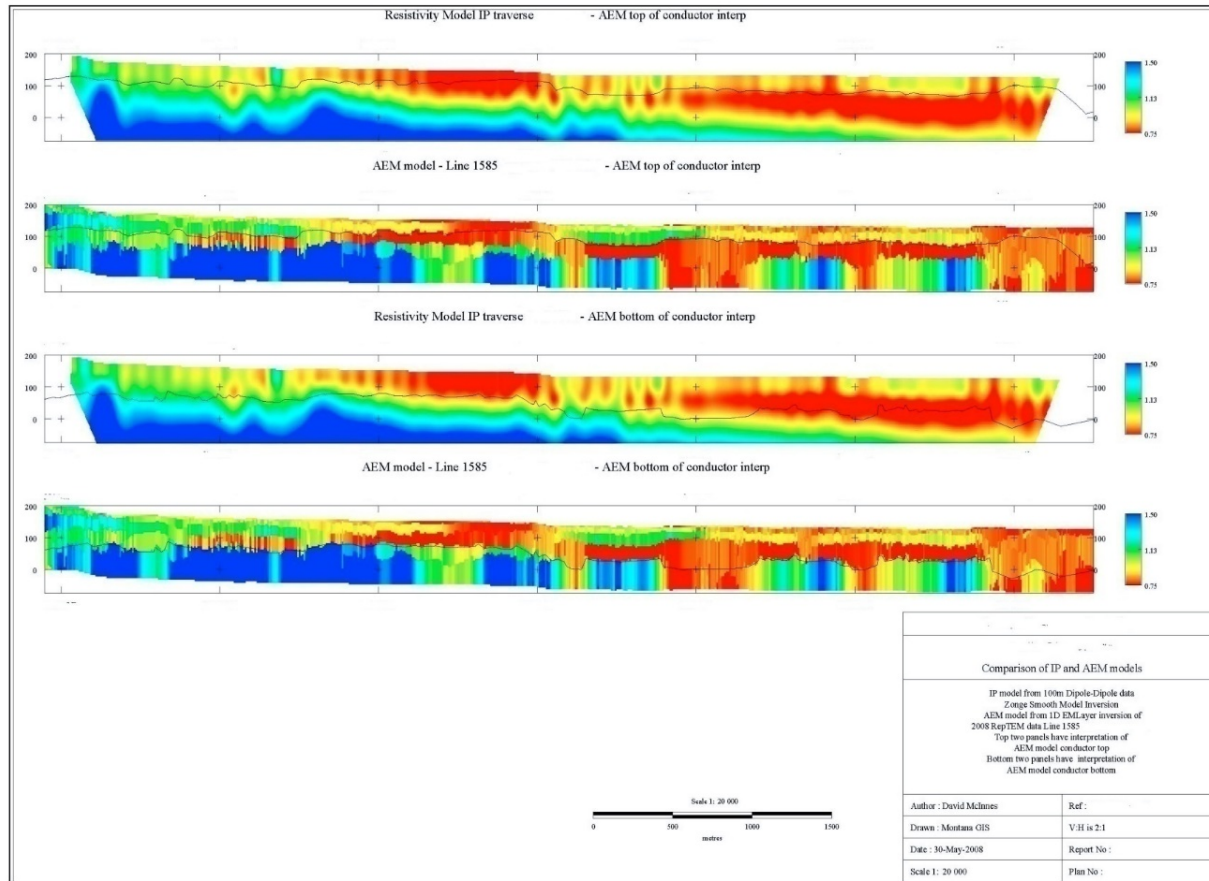 Resistivity Model IP traverse - AEM top of conductor interp
200 200
100 100
0 0
1.50
1.13
0.75
AEM model - Line 1585 - AEM top of conductor interp
200 200
100 100
0 0
1.50
1.13
0.75
Resistivity Model IP traverse - AEM bottom of conductor interp
200 200
100 100
0 0
1.50
1.13
0.75
AEM model - Line 1585 - AEM bottom of conductor interp
200 200
100 100
0 0
1.50
1.13
0.75
Comparison of IP and AEM models
IP model from 100m Dipole-Dipole data
Zonge Smooth Model Inversion
AEM model from 1D EMLayer inversion of
2008 RepTEM data Line 1585
Top two panels have interpretation of
AEM model conductor top
Bottom two panels have interpretation of
AEM model conductor bottom
Scale 1: 20 000
0 500 1000 1500
metres
Author : David McInnes Ref :
Drawn : Montana GIS V:H is 2:1
Date : 30-May-2008 Report No :
Scale 1: 20 000 Plan No :